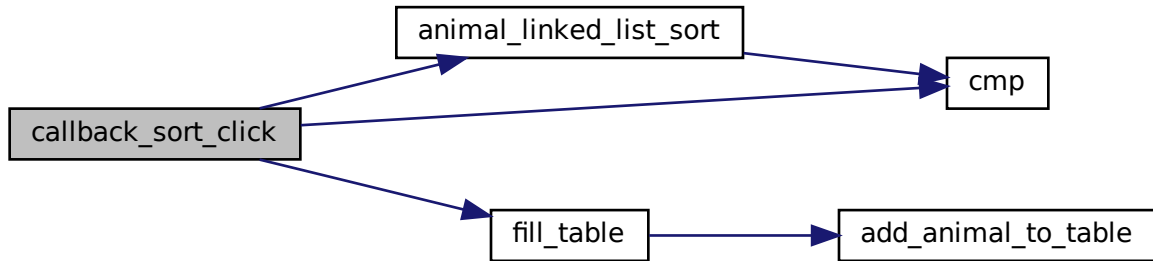 animal_linked_list_sort
cmp
callback_sort_click
fill_table
add_animal_to_table